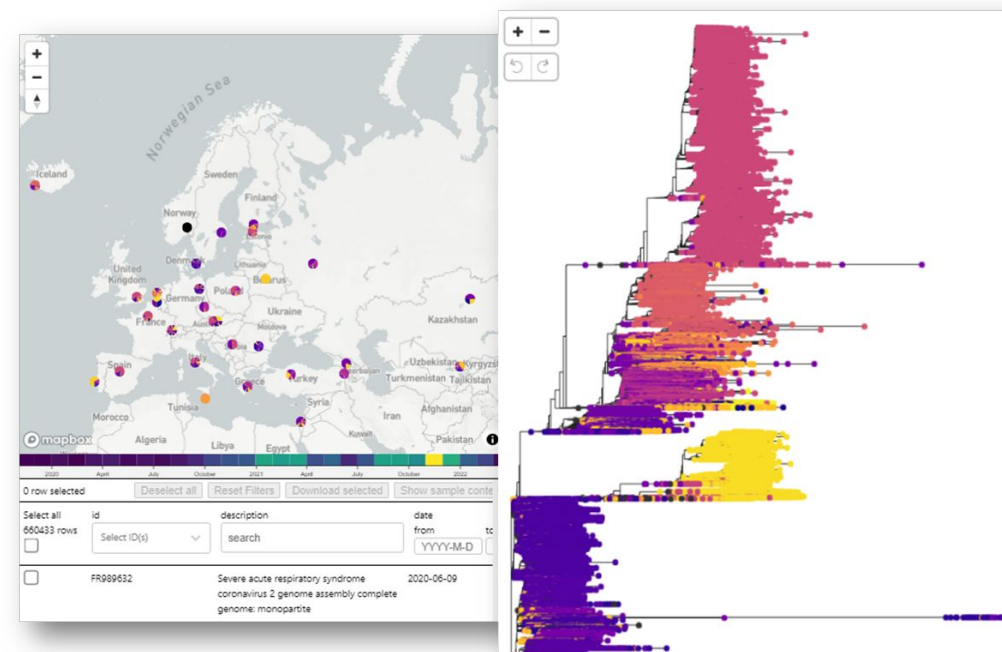 +
−
Norwegian Sea
Iceland
Sweden
Finland
Norway
Estonia
Denmark
Lithuania
United
Kingdom
Belarus
Poland
Germany
Ukraine
France
Moldova
Kazakhstan
Italy
Spain
Uzbekistan
Kyrgyzst
Greece
Turkey
Azerbaijan
Turkmenistan
Tajikistan
Tunisia
Syria
Morocco
Iran
Afghanistan
Algeria
Libya
Egypt
Kuwait
Pakistan
mapbox
i
2020 April July October 2021 April July October 2022
0 row selected Deselect all Reset Filters Download selected Show sample conte
Select all id description date
660433 rows from to
Select ID(s) search YYYY-M-D
FR989632 Severe acute respiratory syndrome 2020-06-09
coronavirus 2 genome assembly complete
genome: monopartite
+ −